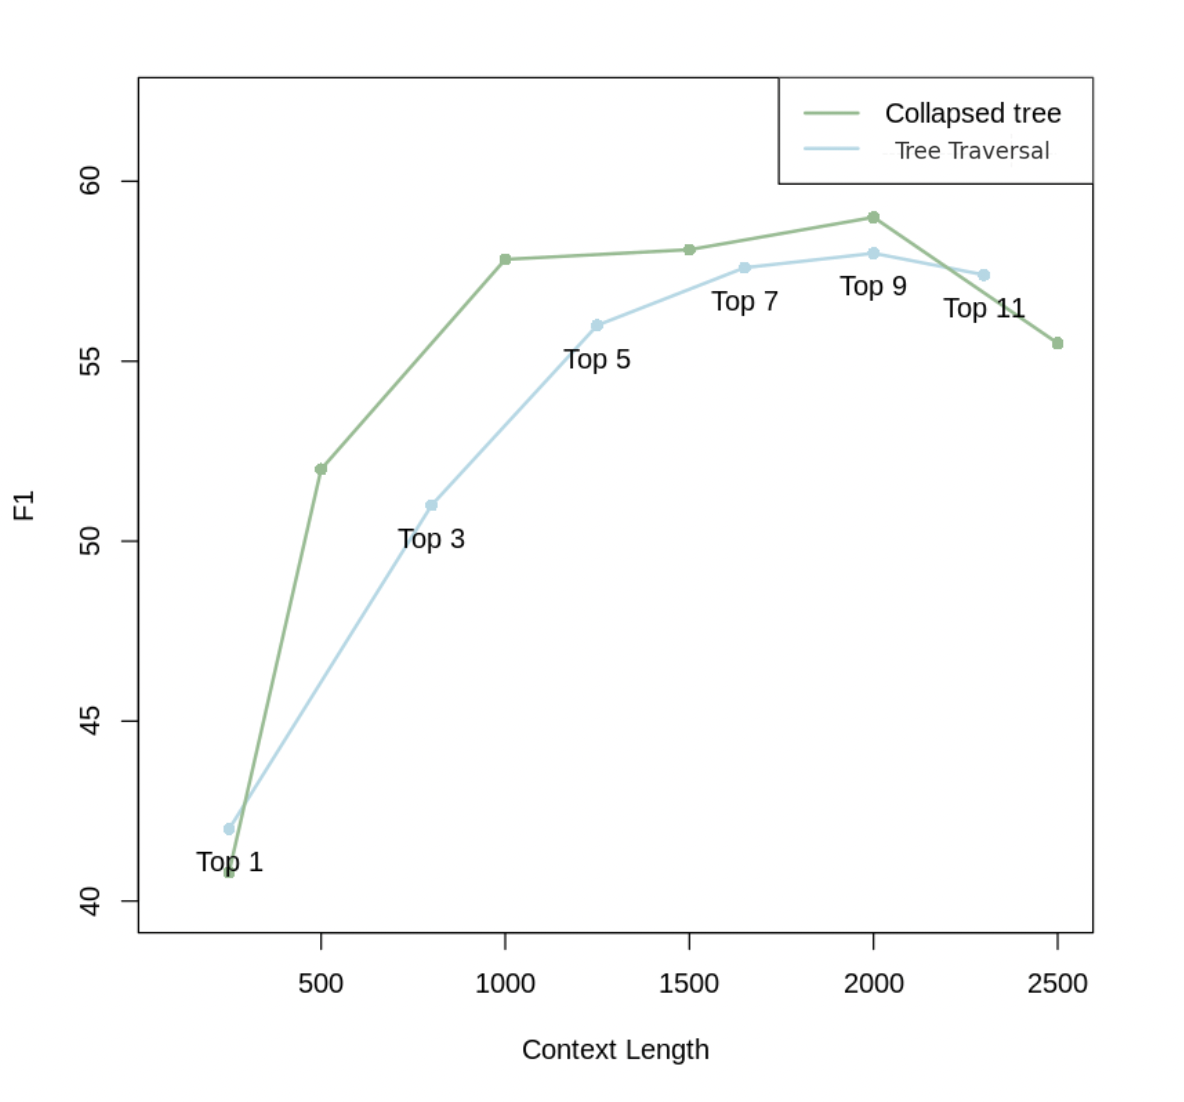 Collapsed tree
Tree Traversal
60
55
50
45
40
F1
Top 1
Top 3
Top 5
Top 7
Top 9
Top 11
500 1000 1500 2000 2500
Context Length